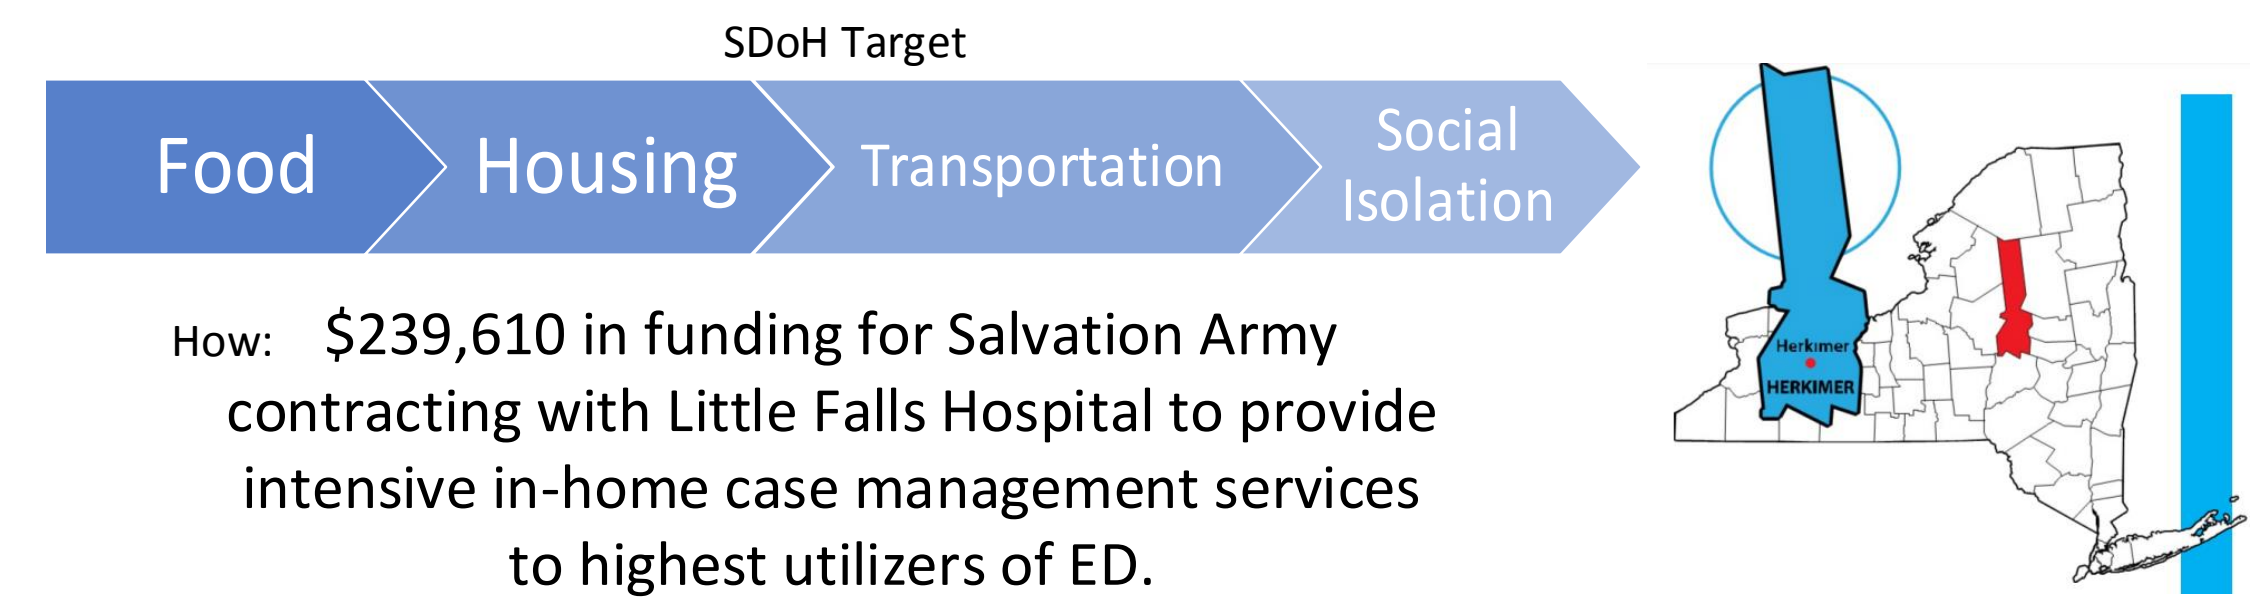 SDoH Target
Food
Housing
Transportation
Social
Isolation
How: $239,610 in funding for Salvation Army
contracting with Little Falls Hospital to provide
intensive in-home case management services
to highest utilizers of ED.
Herkimer
HERKIMER